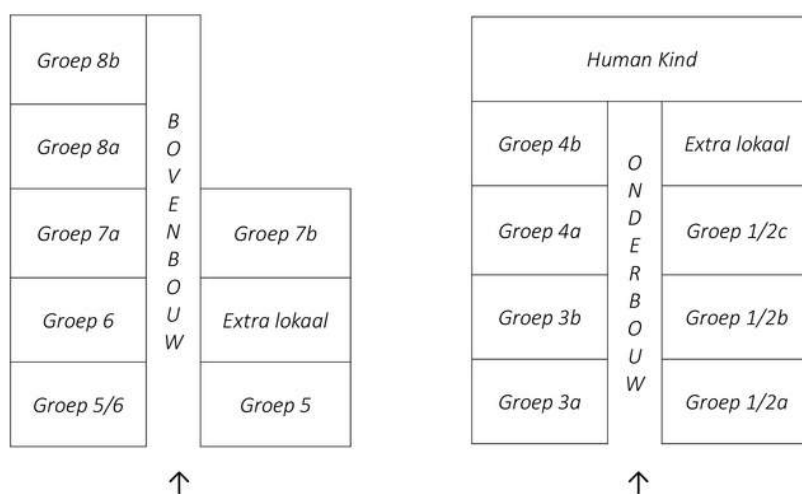 Groep 8b
Groep 8a
Groep 7a
Groep 6
Groep 5/6
BOVENBOUW
Groep 7b
Extra lokaal
Groep 5
Human Kind
Groep 4b
Groep 4a
Groep 3b
Groep 3a
ONDERBOUW
Extra lokaal
Groep 1/2c
Groep 1/2b
Groep 1/2a